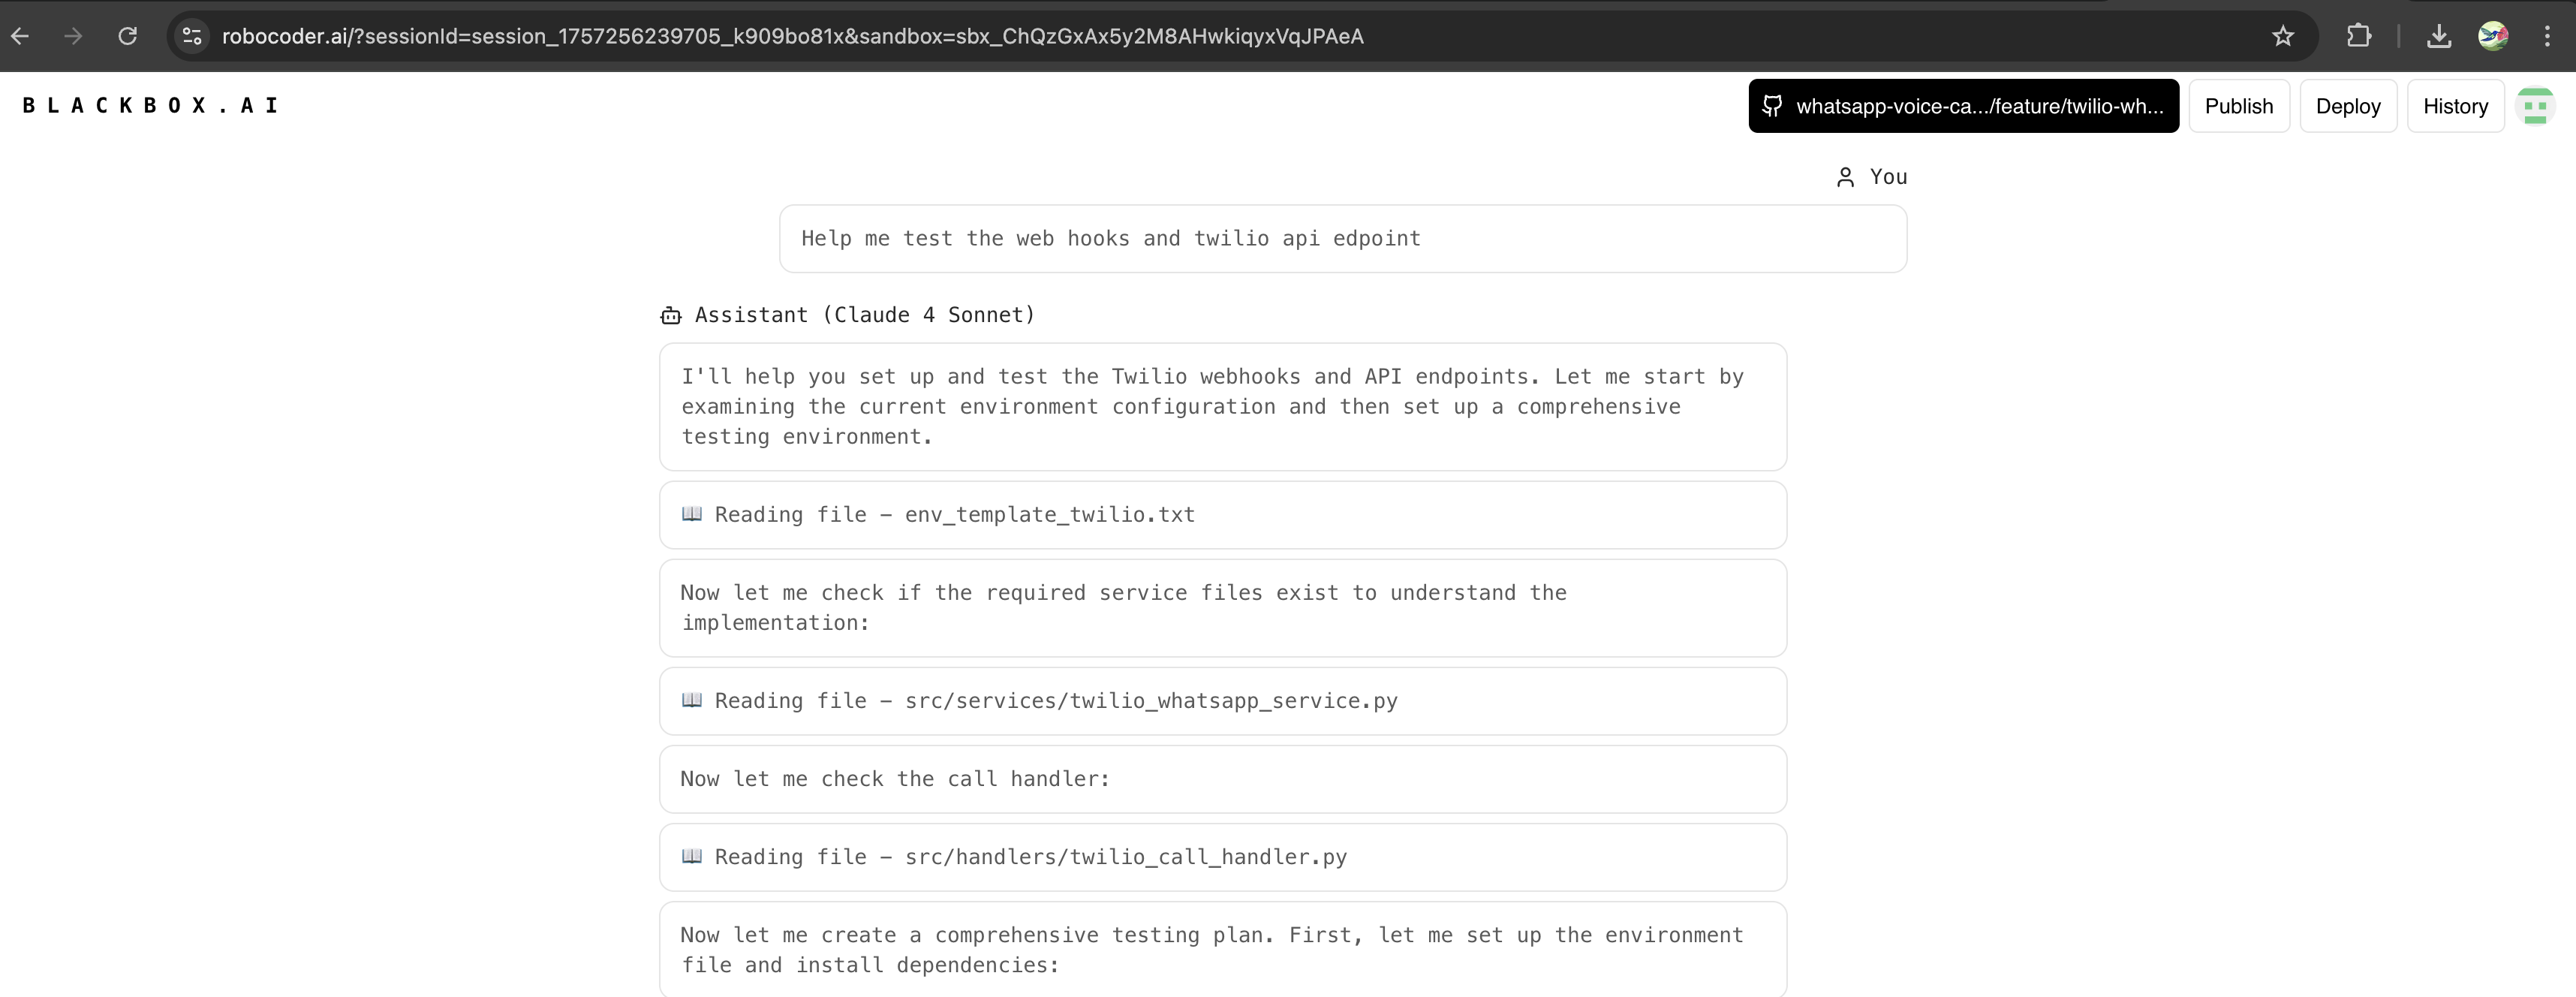 robocoder.ai/?sessionId=session_1757256239705_k909bo81x&sandbox=sbx_ChQzGxAx5y2M8AHwkiqyxVqJPAeA
BLACKBOX.AI
whatsapp-voice-ca.../feature/twilio-wh...
Publish
Deploy
History
You
Help me test the web hooks and twilio api edpoint
Assistant (Claude 4 Sonnet)
I'll help you set up and test the Twilio webhooks and API endpoints. Let me start by
examining the current environment configuration and then set up a comprehensive
testing environment.
Reading file – env_template_twilio.txt
Now let me check if the required service files exist to understand the
implementation:
Reading file – src/services/twilio_whatsapp_service.py
Now let me check the call handler:
Reading file – src/handlers/twilio_call_handler.py
Now let me create a comprehensive testing plan. First, let me set up the environment
file and install dependencies: